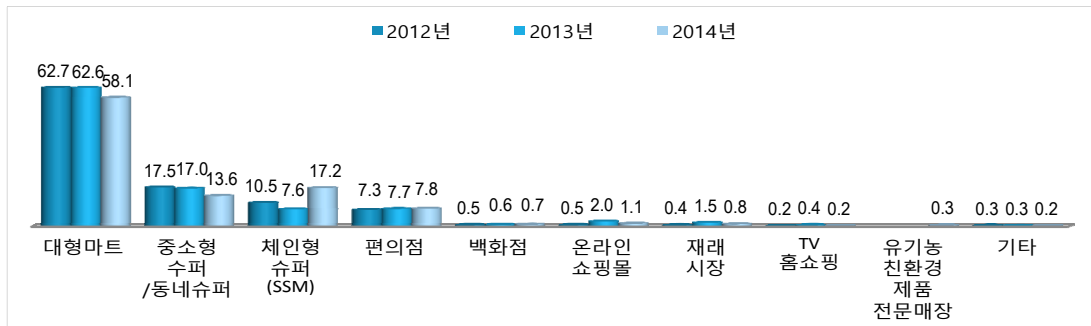 2012년 2013년 2014년
62.7 62.6 58.1
17.5 17.0 13.6
10.5 7.6 17.2
7.3 7.7 7.8
0.5 0.6 0.7
0.5 2.0 1.1
0.4 1.5 0.8
0.2 0.4 0.2
0.3
0.3 0.3 0.2
대형마트
중소형
수퍼
/동네슈퍼
체인형
슈퍼
(SSM)
편의점
백화점
온라인
쇼핑몰
재래
시장
TV
홈쇼핑
유기농
친환경
제품
전문매장
기타